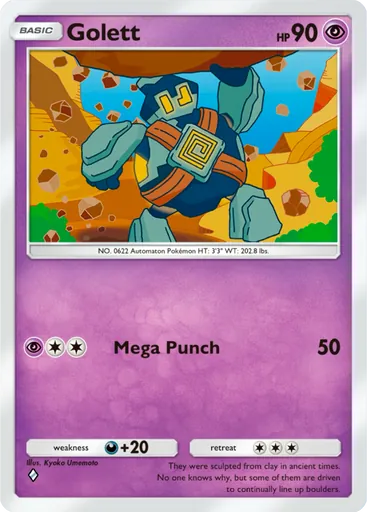 BASIC Golett HP 90
NO. 0622 Automaton Pokémon HT: 3'3" WT: 202.8 lbs.
Mega Punch 50
weakness +20 retreat
Illus. Kyoko Umemoto
They were sculpted from clay in ancient times.
No one knows why, but some of them are driven
to continually line up boulders.